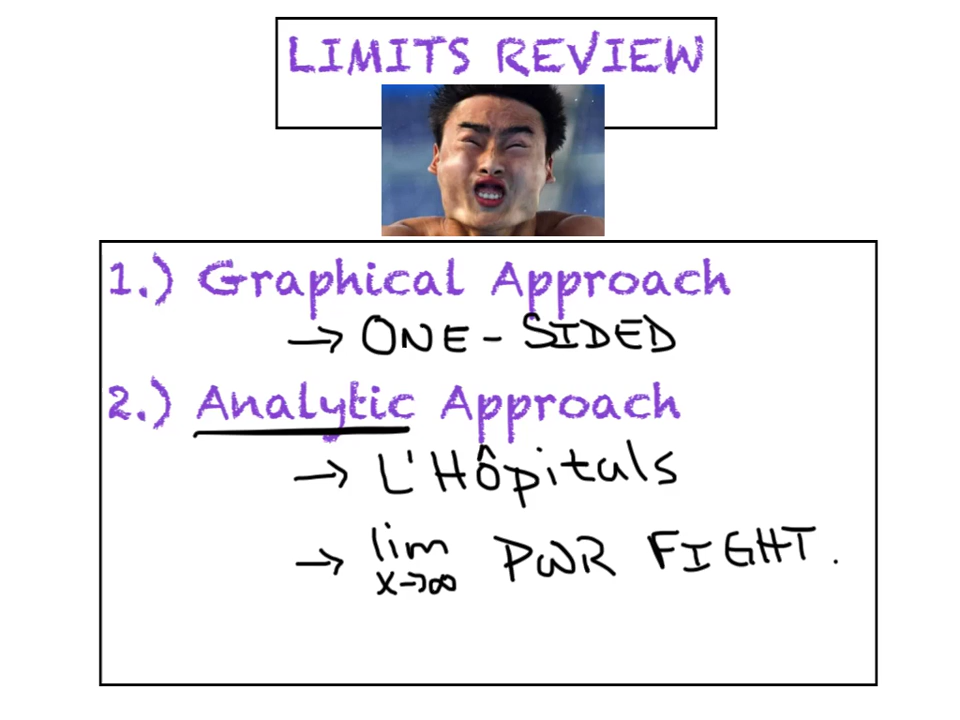 LIMITS REVIEW
1.) Graphical Approach
→ ONE-SIDED
2.) Analytic Approach
→ L'Hôpitals
→ lim x→∞ PWR FIGHT.